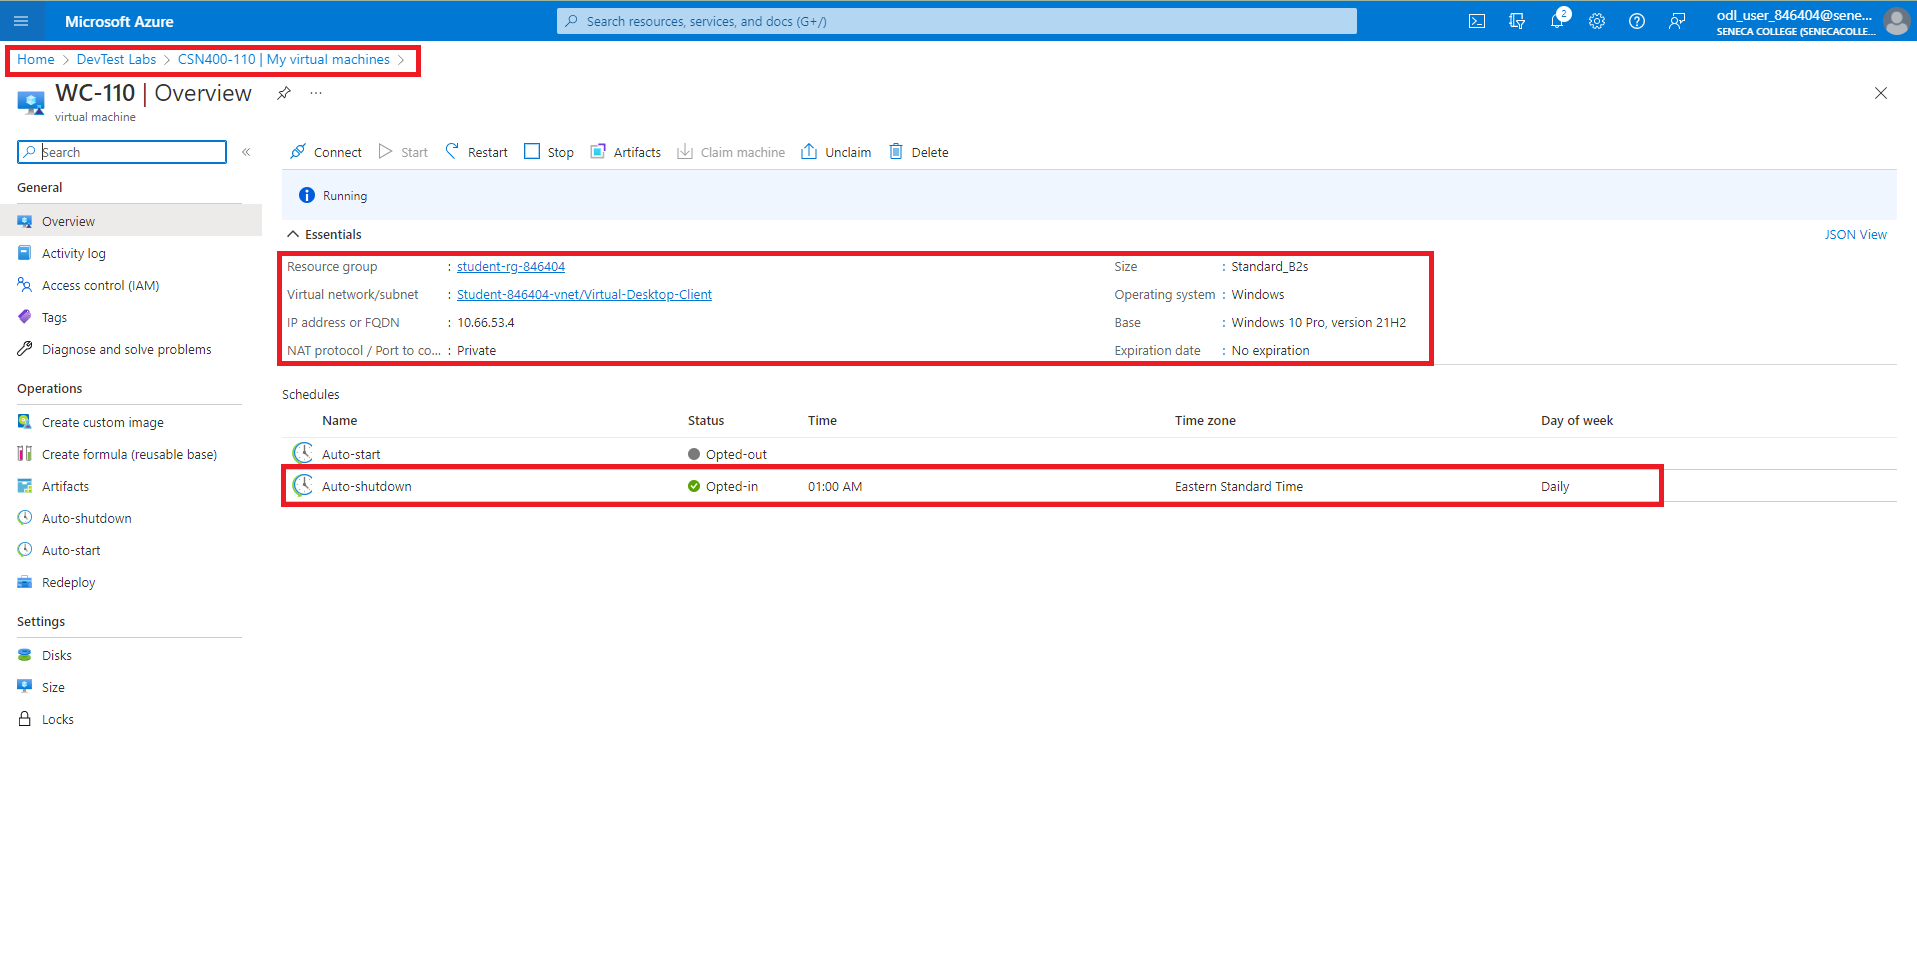 Microsoft Azure
Search resources, services, and docs (G+/)
2
odl_user_846404@sene...
SENECA COLLEGE (SENECACOLLE...
Home > DevTest Labs > CSN400-110 | My virtual machines >
WC-110 | Overview
...
virtual machine
Search
«
Connect
Start
Restart
Stop
Artifacts
Claim machine
Unclaim
Delete
General
Overview
Activity log
Access control (IAM)
Tags
Diagnose and solve problems
Operations
Create custom image
Create formula (reusable base)
Artifacts
Auto-shutdown
Auto-start
Redeploy
Settings
Disks
Size
Locks
Running
Essentials
JSON View
Resource group : student-rg-846404
Virtual network/subnet : Student-846404-vnet/Virtual-Desktop-Client
IP address or FQDN : 10.66.53.4
NAT protocol / Port to co... : Private
Size : Standard_B2s
Operating system : Windows
Base : Windows 10 Pro, version 21H2
Expiration date : No expiration
Schedules
Name Status Time Time zone Day of week
Auto-start Opted-out
Auto-shutdown Opted-in 01:00 AM Eastern Standard Time Daily